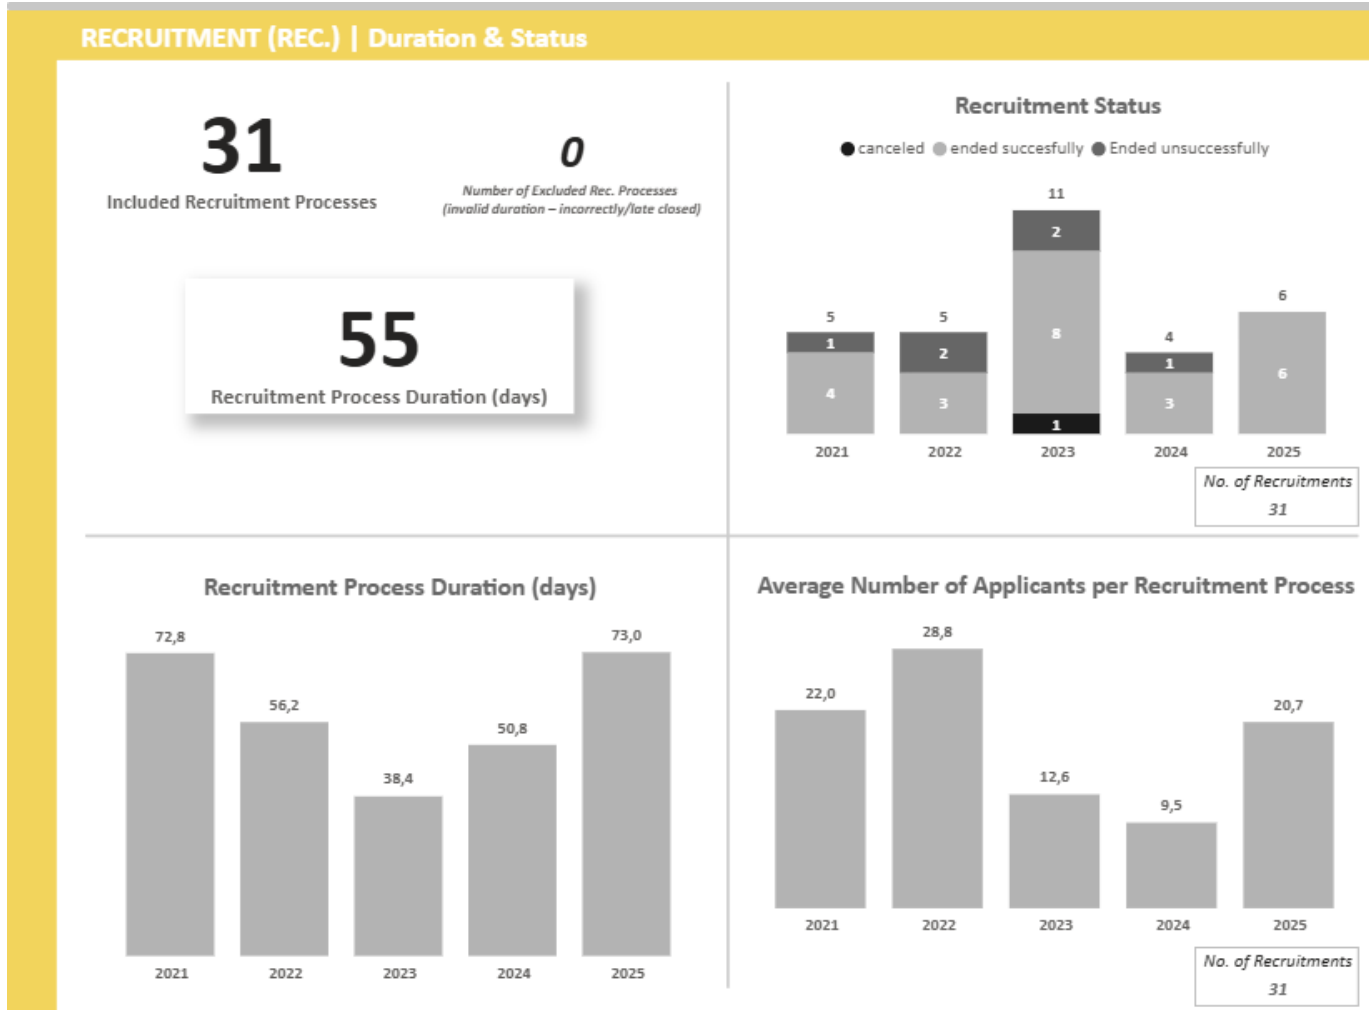 RECRUITMENT (REC.) | Duration & Status
31
Included Recruitment Processes
0
Number of Excluded Rec. Processes
(invalid duration – incorrectly/late closed)
55
Recruitment Process Duration (days)
Recruitment Status
canceled ended succesfully Ended unsuccessfully
11
2
8
1
5
1
4
5
2
3
4
1
3
6
6
2021 2022 2023 2024 2025
No. of Recruitments
31
Recruitment Process Duration (days)
72,8
56,2
38,4
50,8
73,0
2021 2022 2023 2024 2025
Average Number of Applicants per Recruitment Process
22,0
28,8
12,6
9,5
20,7
2021 2022 2023 2024 2025
No. of Recruitments
31